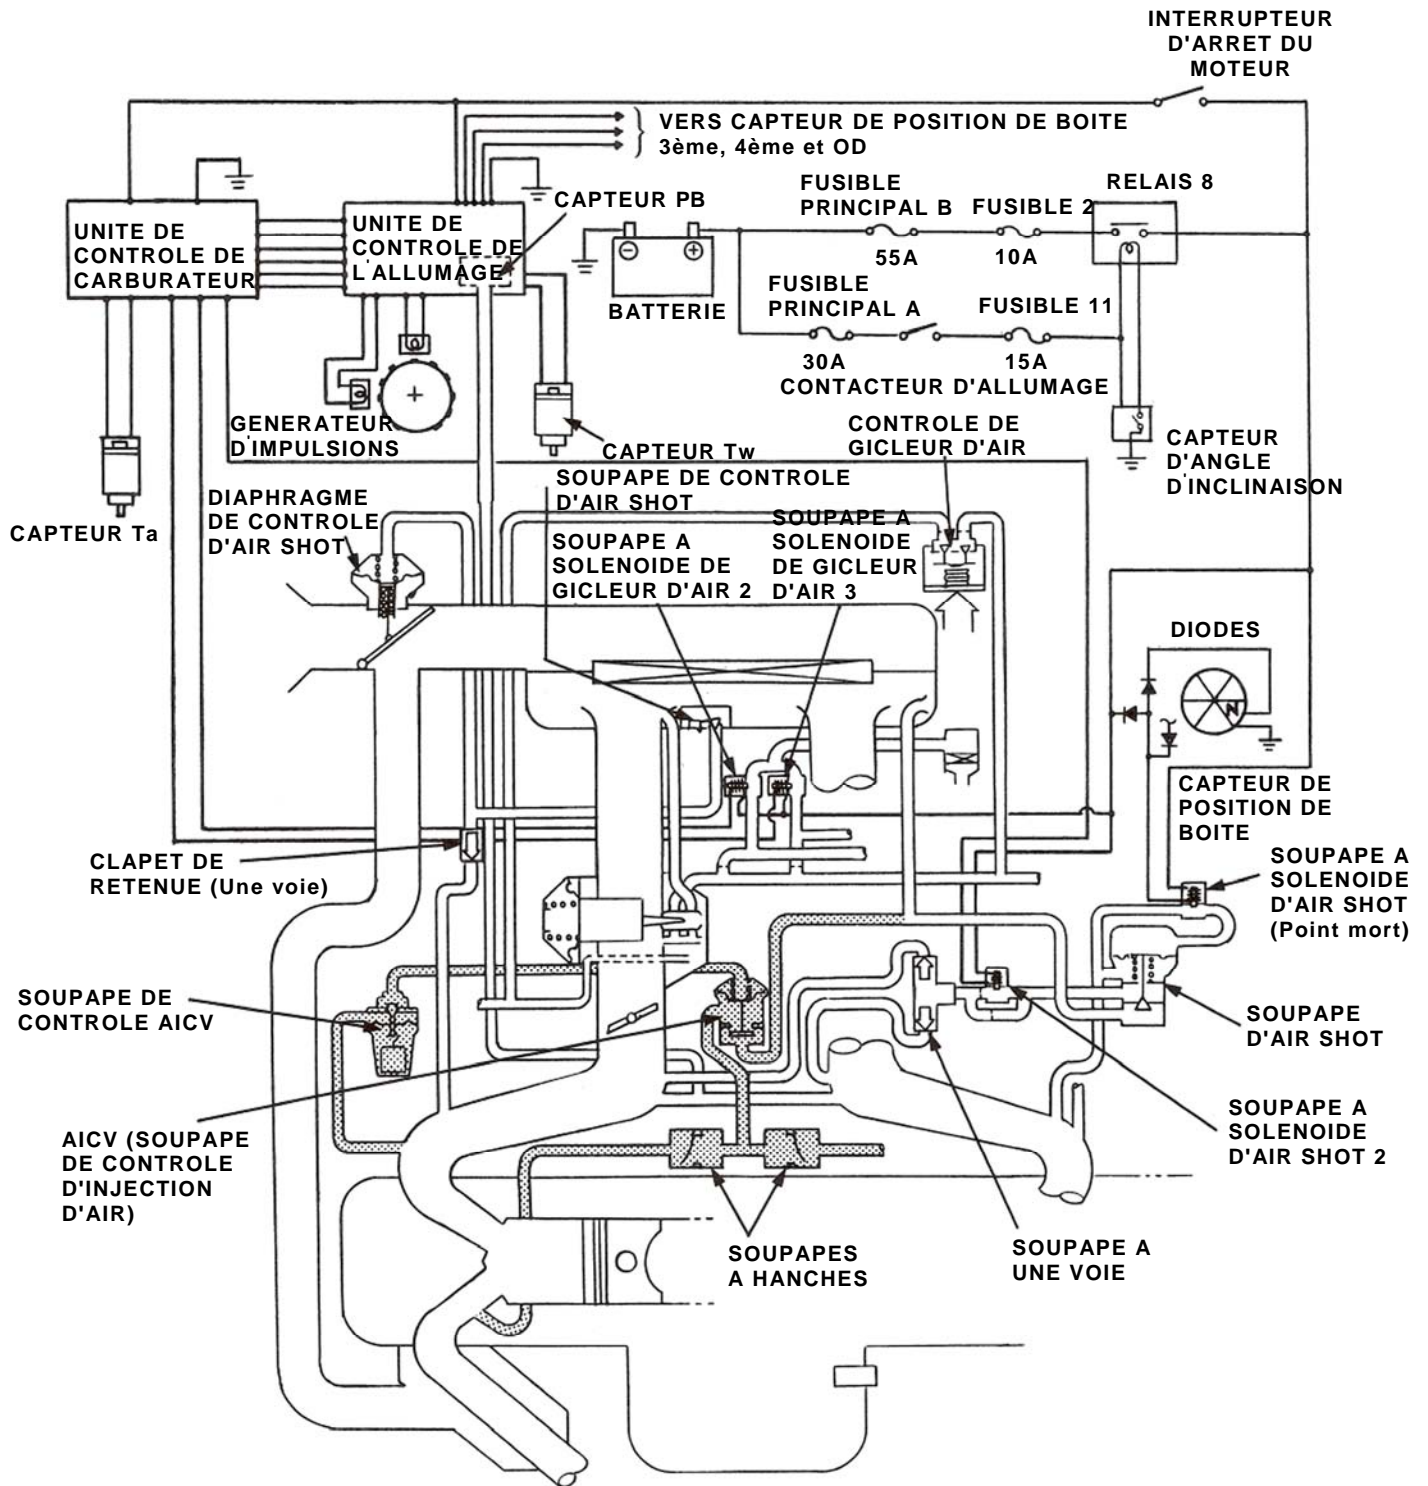 INTERRUPTEUR
D'ARRET DU
MOTEUR
VERS CAPTEUR DE POSITION DE BOITE
3ème, 4ème et OD
CAPTEUR PB
FUSIBLE
PRINCIPAL B
FUSIBLE 2
RELAIS 8
UNITE DE
CONTROLE DE
CARBURATEUR
UNITE DE
CONTROLE DE
L'ALLUMAGE
55A
10A
BATTERIE
FUSIBLE
PRINCIPAL A
FUSIBLE 11
30A
15A
CONTACTEUR D'ALLUMAGE
GENERATEUR
D'IMPULSIONS
CAPTEUR Tw
CONTROLE DE
GICLEUR D'AIR
CAPTEUR
D'ANGLE
D'INCLINAISON
CAPTEUR Ta
DIAPHRAGME
DE CONTROLE
D'AIR SHOT
SOUPAPE DE CONTROLE
D'AIR SHOT
SOUPAPE A
SOLENOIDE DE
GICLEUR D'AIR 2
SOUPAPE A
SOLENOIDE
DE GICLEUR
D'AIR 3
DIODES
N
CAPTEUR DE
POSITION DE
BOITE
CLAPET DE
RETENUE (Une voie)
SOUPAPE A
SOLENOIDE
D'AIR SHOT
(Point mort)
SOUPAPE DE
CONTROLE AICV
SOUPAPE
D'AIR SHOT
AICV (SOUPAPE
DE CONTROLE
D'INJECTION
D'AIR)
SOUPAPE A
SOLENOIDE
D'AIR SHOT 2
SOUPAPES
A HANCHES
SOUPAPE A
UNE VOIE